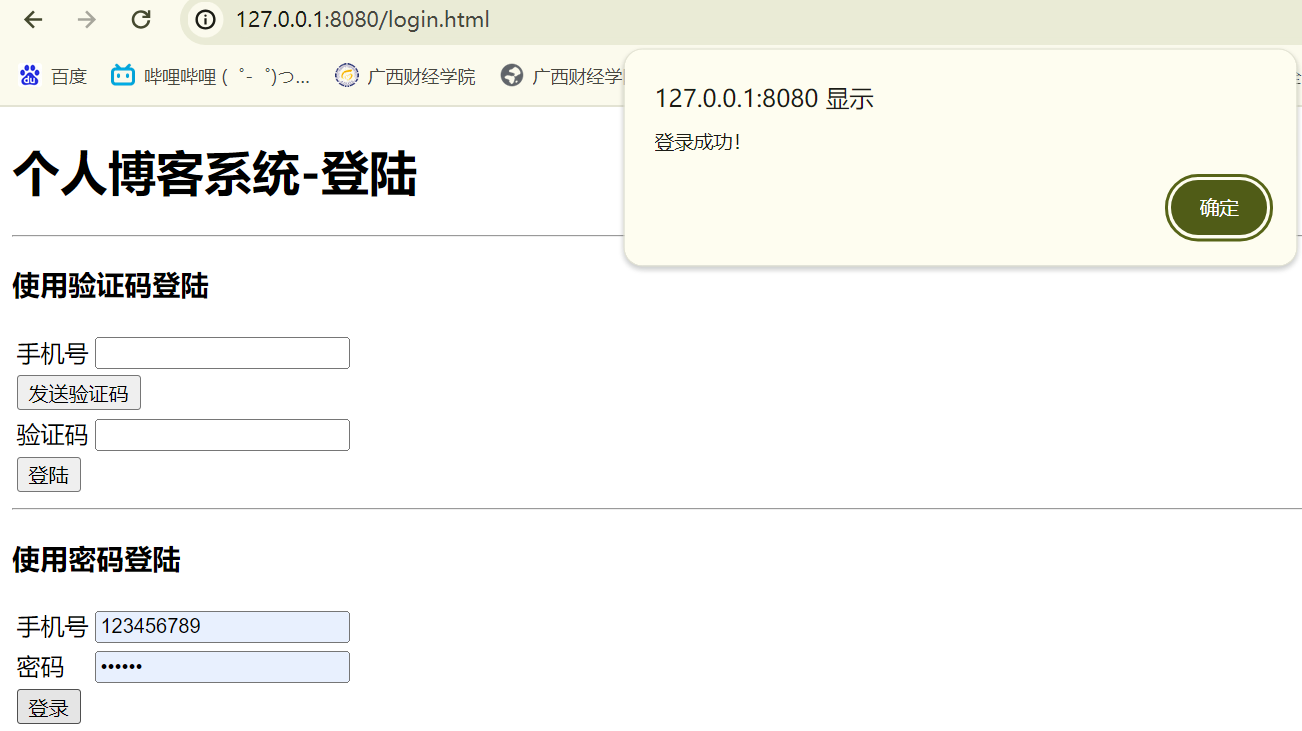 127.0.0.1:8080/login.html
百度 哔哩哔哩 (゜-゜)つ... 广西财经学院 广西财经学
127.0.0.1:8080 显示
登录成功！
确定
个人博客系统-登陆
使用验证码登陆
手机号
发送验证码
验证码
登陆
使用密码登陆
手机号 123456789
密码 ••••••
登录